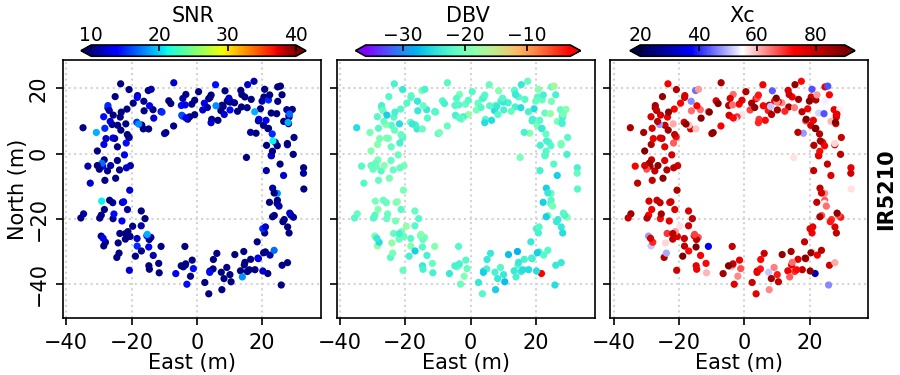 SNR DBV Xc
10 20 30 40 −30 −20 −10 20 40 60 80
20
0
−20
−40
North (m)
−40 −20 0 20 −40 −20 0 20 −40 −20 0 20
East (m) East (m) East (m)
IR5210